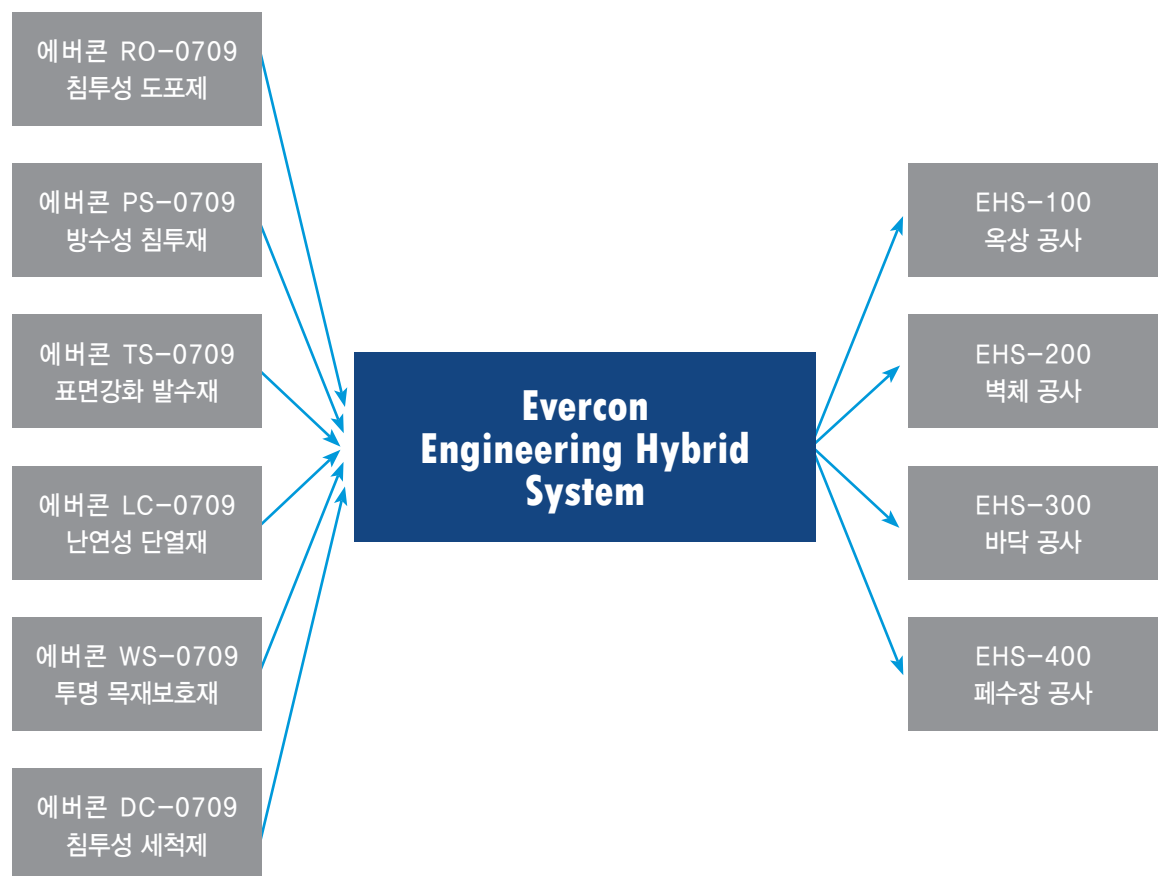 에버콘 RO-0709
침투성 도포제
에버콘 PS-0709
방수성 침투재
에버콘 TS-0709
표면강화 발수재
에버콘 LC-0709
난연성 단열재
에버콘 WS-0709
투명 목재보호재
에버콘 DC-0709
침투성 세척제
Evercon
Engineering Hybrid
System
EHS-100
옥상 공사
EHS-200
벽체 공사
EHS-300
바닥 공사
EHS-400
페수장 공사